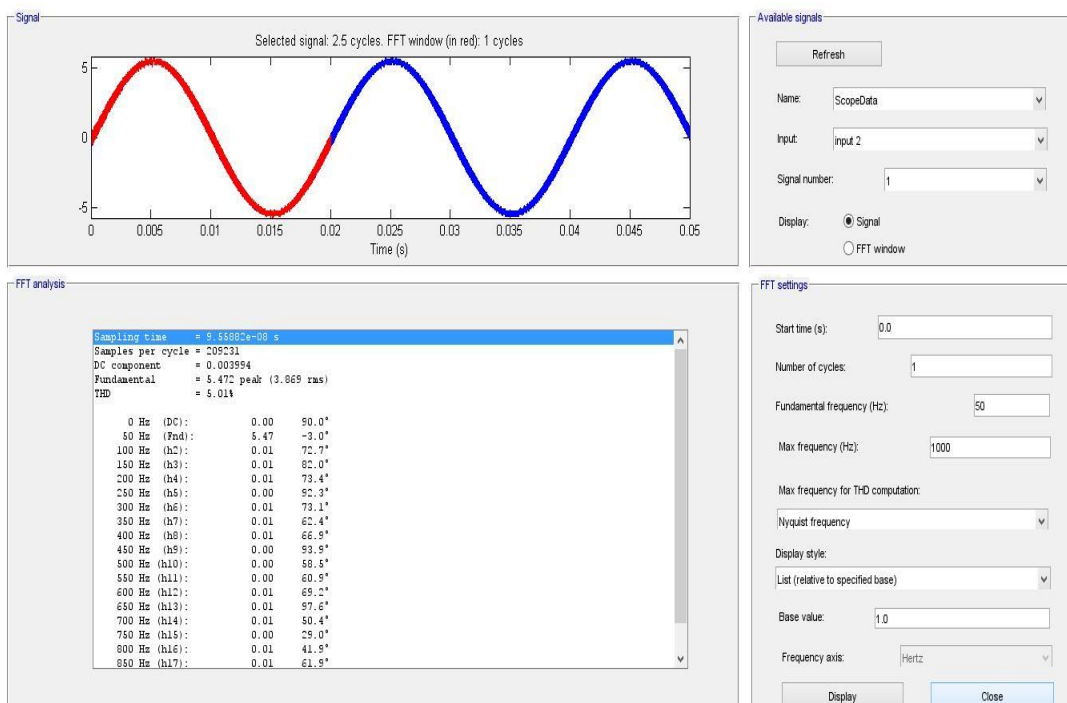 Signal
Selected signal: 2.5 cycles. FFT window (in red): 1 cycles
5
0
-5
0 0.005 0.01 0.015 0.02 0.025 0.03 0.035 0.04 0.045 0.05
Time (s)
Available signals
Refresh
Name: ScopeData
Input: input 2
Signal number: 1
Display: Signal
FFT window
FFT analysis
Sampling time = 9.55882e-08 s
Samples per cycle = 209231
DC component = 0.003994
Fundamental = 5.472 peak (3.869 rms)
THD = 5.01%
0 Hz (DC): 0.00 90.0°
50 Hz (Fnd): 5.47 -3.0°
100 Hz (h2): 0.01 72.7°
150 Hz (h3): 0.01 82.0°
200 Hz (h4): 0.01 73.4°
250 Hz (h5): 0.00 92.3°
300 Hz (h6): 0.01 73.1°
350 Hz (h7): 0.01 62.4°
400 Hz (h8): 0.01 66.9°
450 Hz (h9): 0.00 93.9°
500 Hz (h10): 0.00 58.5°
550 Hz (h11): 0.00 60.9°
600 Hz (h12): 0.01 69.2°
650 Hz (h13): 0.01 97.6°
700 Hz (h14): 0.01 50.4°
750 Hz (h15): 0.00 29.0°
800 Hz (h16): 0.01 41.9°
850 Hz (h17): 0.01 61.9°
FFT settings
Start time (s): 0.0
Number of cycles: 1
Fundamental frequency (Hz): 50
Max frequency (Hz): 1000
Max frequency for THD computation:
Nyquist frequency
Display style:
List (relative to specified base)
Base value: 1.0
Frequency axis: Hertz
Display Close